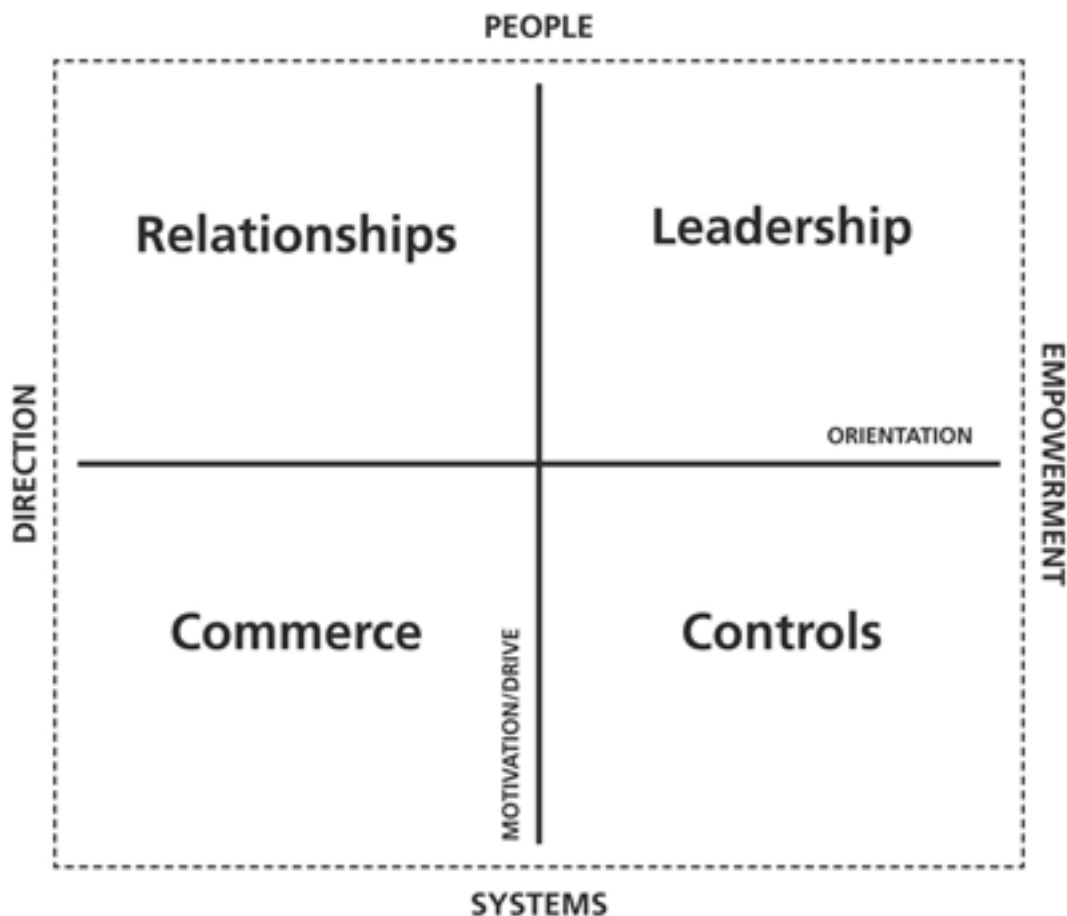 PEOPLE
Relationships
Leadership
DIRECTION
ORIENTATION
EMPOWERMENT
Commerce
Controls
MOTIVATION/DRIVE
SYSTEMS